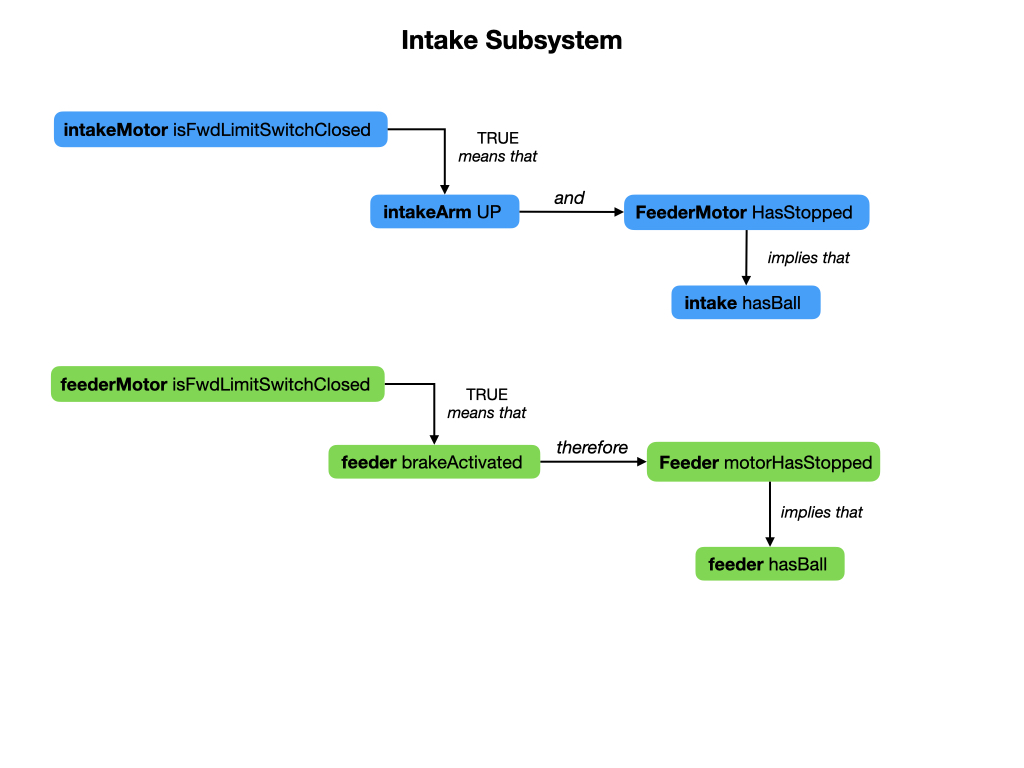 Intake Subsystem
intakeMotor isFwdLimitSwitchClosed
TRUE
means that
intakeArm UP
and
FeederMotor HasStopped
implies that
intake hasBall
feederMotor isFwdLimitSwitchClosed
TRUE
means that
feeder brakeActivated
therefore
Feeder motorHasStopped
implies that
feeder hasBall